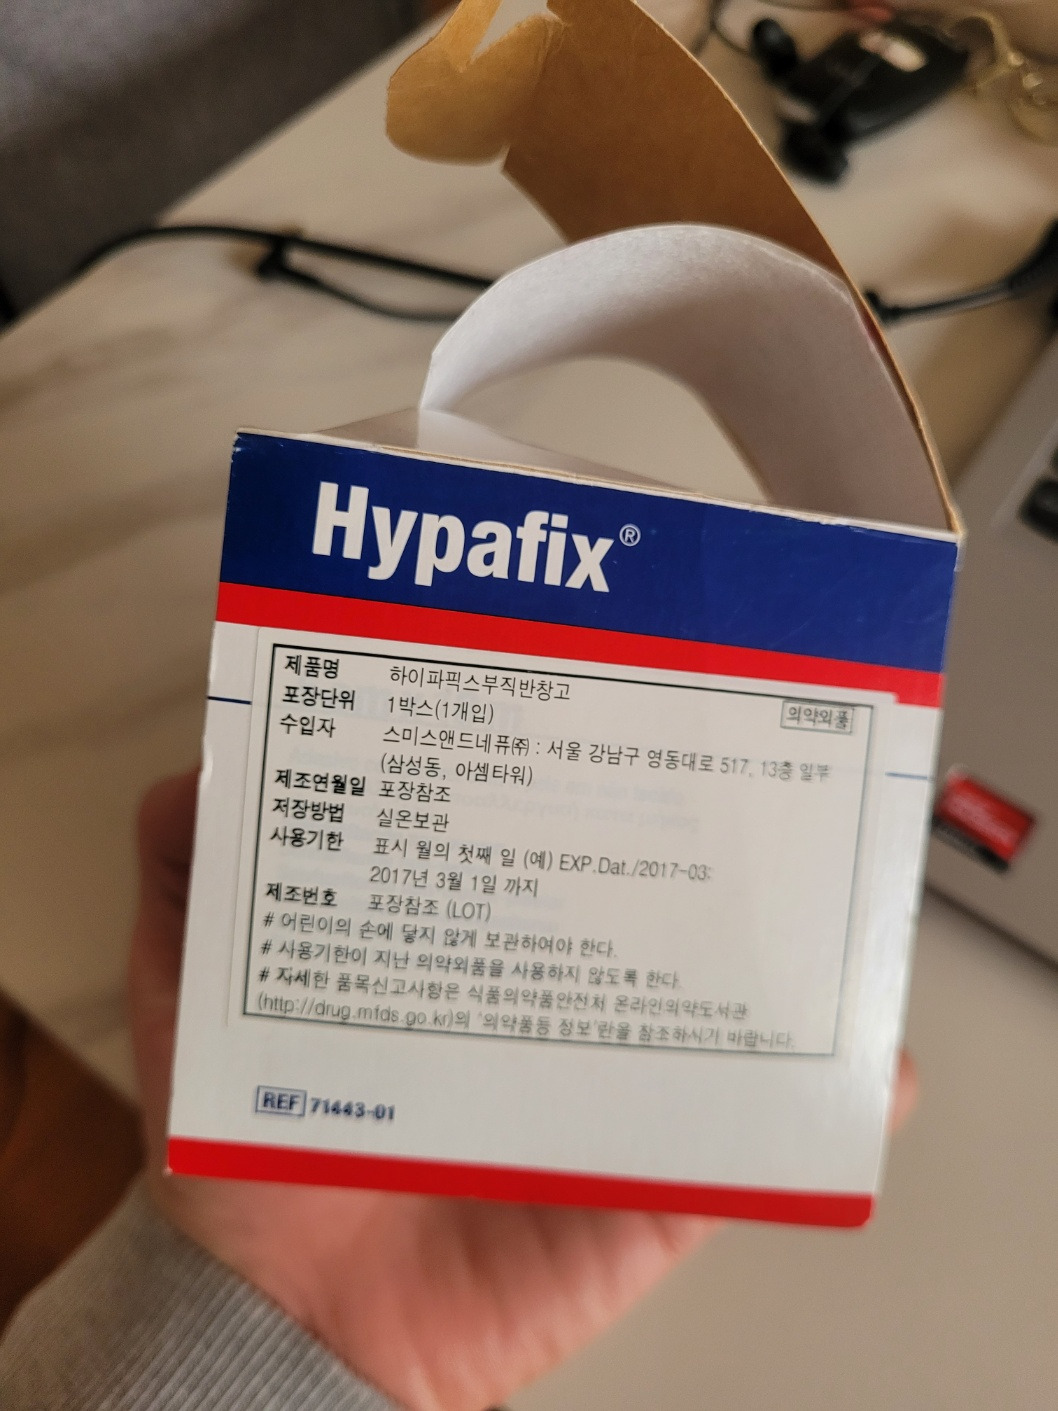 Hypafix®
제품명 하이파픽스부직반창고
의약외품
포장단위 1박스(1개입)
수입자 스미스앤드네퓨㈜ : 서울 강남구 영동대로 517, 13층 일부
(삼성동, 아셈타워)
제조연월일 포장참조
저장방법 실온보관
사용기한 표시 월의 첫째 일 (예) EXP.Dat./2017-03:
2017년 3월 1일 까지
제조번호 포장참조 (LOT)
# 어린이의 손에 닿지 않게 보관하여야 한다.
# 사용기한이 지난 의약외품을 사용하지 않도록 한다.
# 자세한 품목신고사항은 식품의약품안전처 온라인의약도서관
(http://drug.mfds.go.kr)의 '의약품등 정보'란을 참조하시기 바랍니다.
REF 71443-01